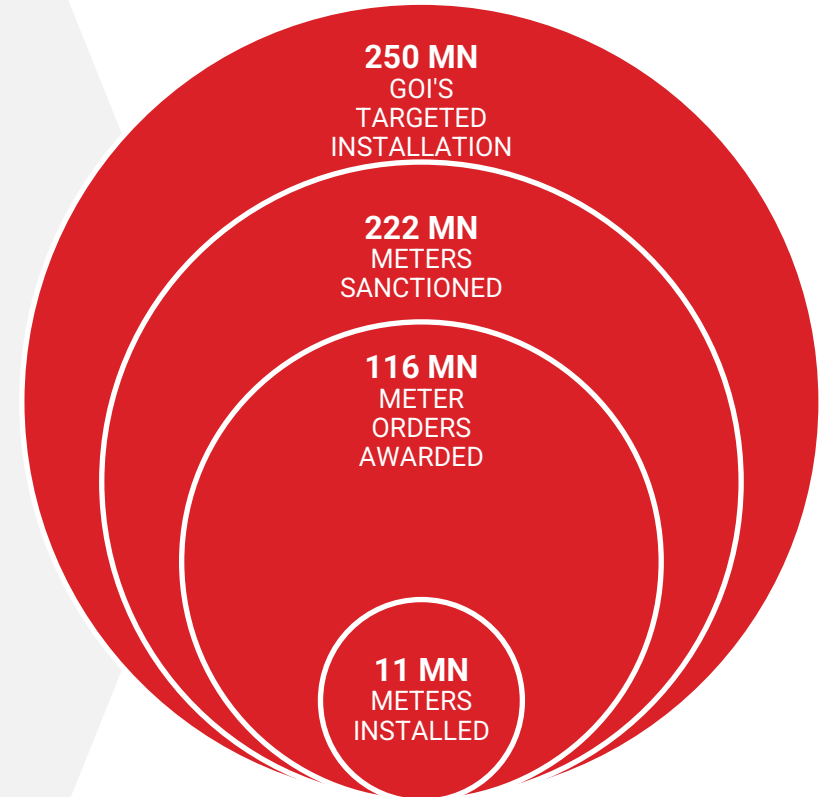 250 MN
GOI'S
TARGETED
INSTALLATION
222 MN
METERS
SANCTIONED
116 MN
METER
ORDERS
AWARDED
11 MN
METERS
INSTALLED